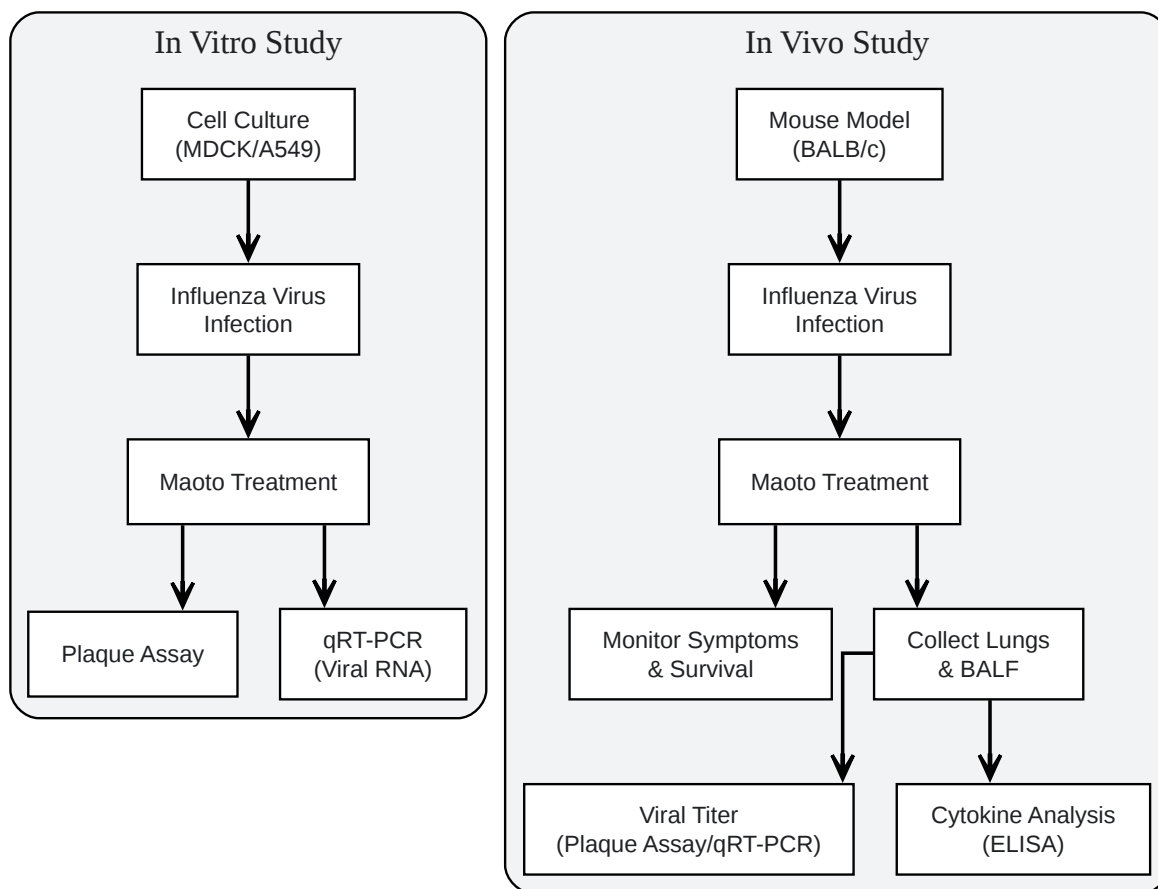 In Vitro Study
Cell Culture
(MDCK/A549)
Influenza Virus
Infection
Maoto Treatment
Plaque Assay
qRT-PCR
(Viral RNA)
In Vivo Study
Mouse Model
(BALB/c)
Influenza Virus
Infection
Maoto Treatment
Monitor Symptoms
& Survival
Collect Lungs
& BALF
Viral Titer
(Plaque Assay/qRT-PCR)
Cytokine Analysis
(ELISA)